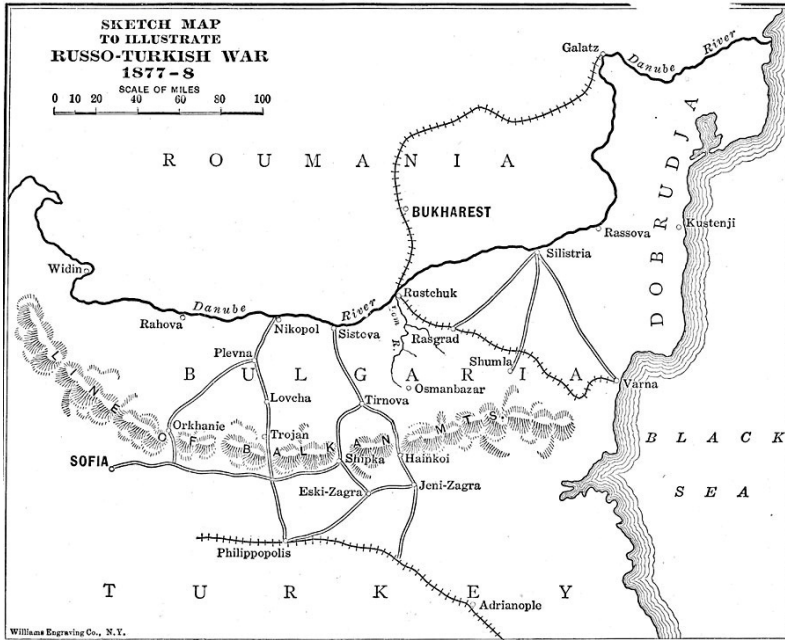 SKETCH MAP
TO ILLUSTRATE
RUSSO-TURKISH WAR
1877-8
SCALE OF MILES
0 10 20 40 60 80 100
Galatz
Danube River
ROUMANIA
DOBRUDJA
BUKHAREST
Kustenji
Rassova
Silistria
Widin
Rustchuk
Danube River
Rahova
Nikopol
Sistova
Lom R.
Rasgrad
Shumla
Plevna
BULGARIA
Varna
Osmanbazar
Lovcha
Tirnova
LINE OF BALKAN MTS.
Orkhanie
Trojan
BLACK
SEA
SOFIA
Shipka
Hainkoi
Eski-Zagra
Jeni-Zagra
Philippopolis
TURKEY
Adrianople
Williams Engraving Co., N.Y.